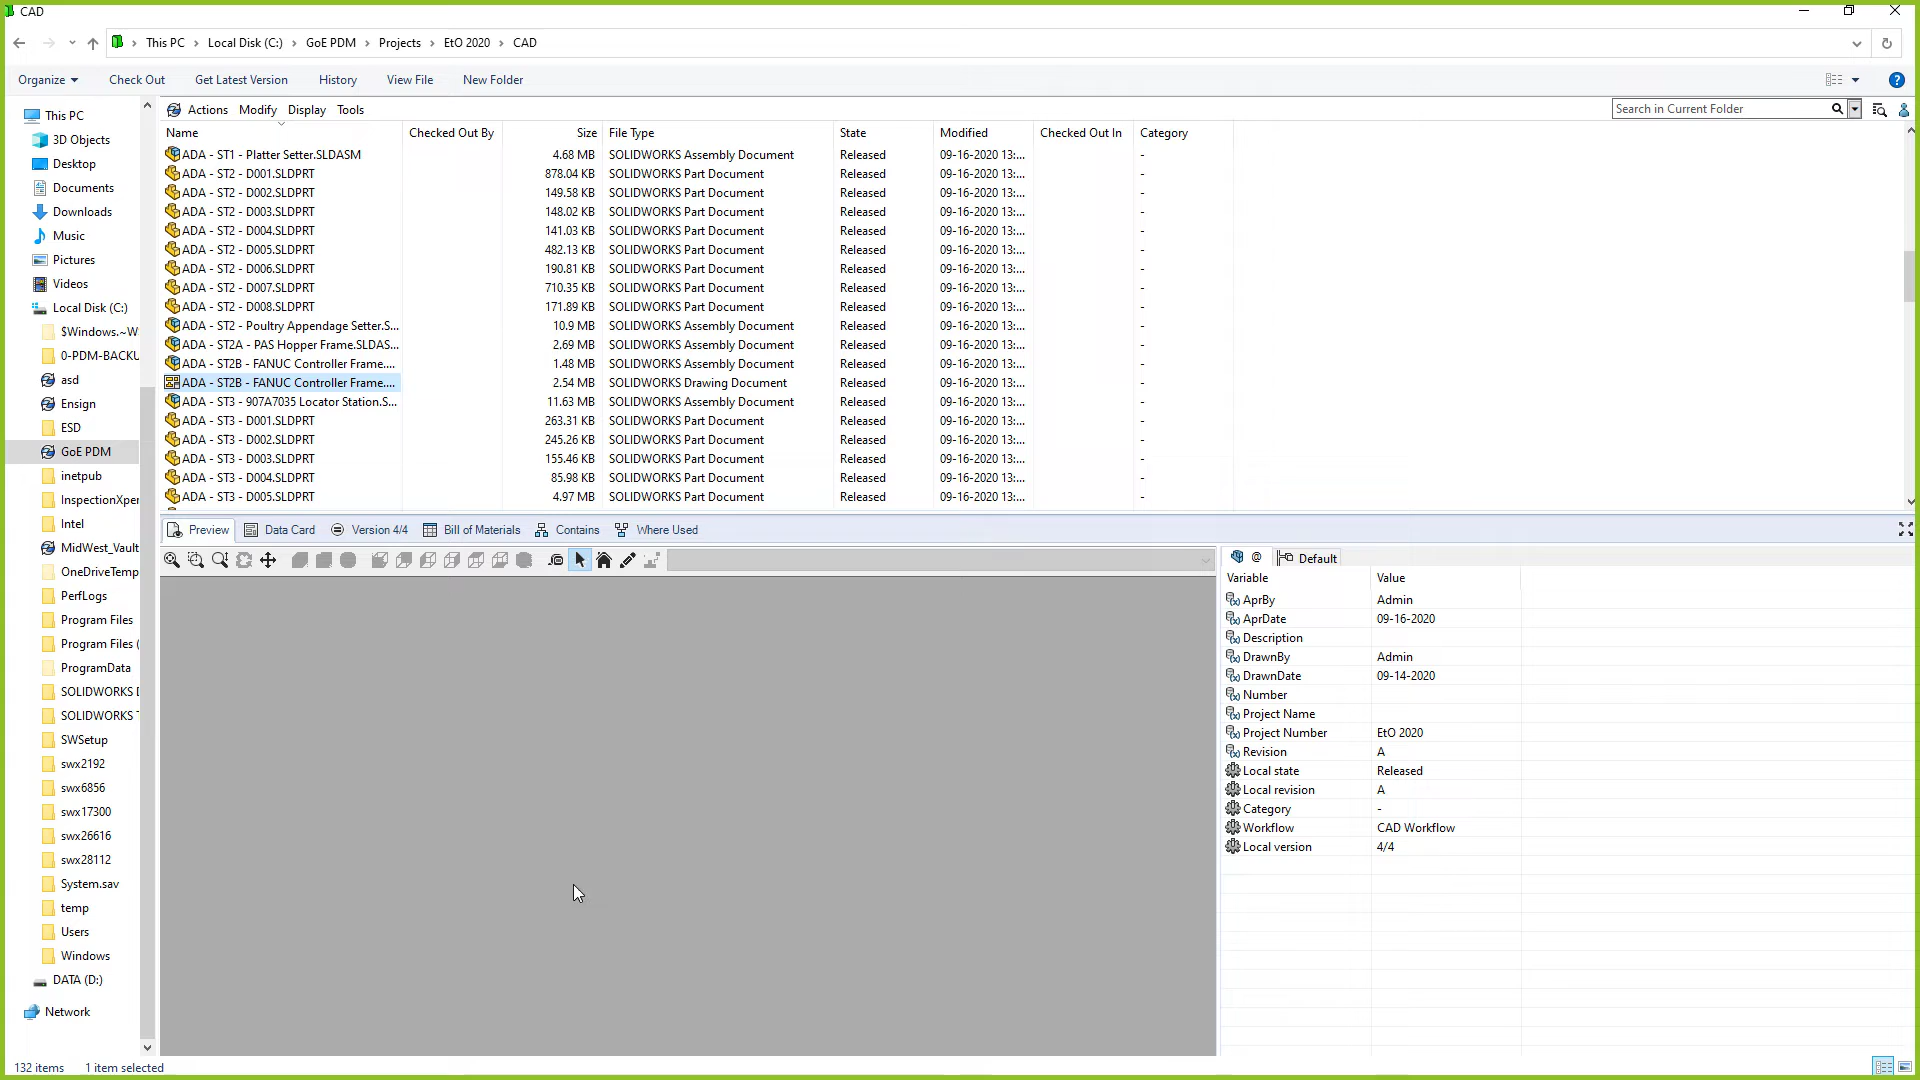 CAD
This PC > Local Disk (C:) > GoE PDM > Projects > EtO 2020 > CAD
Organize Check Out Get Latest Version History View File New Folder
This PC
3D Objects
Desktop
Documents
Downloads
Music
Pictures
Videos
Local Disk (C:)
$Windows.~W
0-PDM-BACKU
asd
Ensign
ESD
GoE PDM
inetpub
InspectionXper
Intel
MidWest_Vault
OneDriveTemp
PerfLogs
Program Files
Program Files (
ProgramData
SOLIDWORKS D
SOLIDWORKS T
SWSetup
swx2192
swx6856
swx17300
swx26616
swx28112
System.sav
temp
Users
Windows
DATA (D:)
Network
Actions Modify Display Tools Search in Current Folder
Name Checked Out By Size File Type State Modified Checked Out In Category
ADA - ST1 - Platter Setter.SLDASM 4.68 MB SOLIDWORKS Assembly Document Released 09-16-2020 13:... -
ADA - ST2 - D001.SLDPRT 878.04 KB SOLIDWORKS Part Document Released 09-16-2020 13:... -
ADA - ST2 - D002.SLDPRT 149.58 KB SOLIDWORKS Part Document Released 09-16-2020 13:... -
ADA - ST2 - D003.SLDPRT 148.02 KB SOLIDWORKS Part Document Released 09-16-2020 13:... -
ADA - ST2 - D004.SLDPRT 141.03 KB SOLIDWORKS Part Document Released 09-16-2020 13:... -
ADA - ST2 - D005.SLDPRT 482.13 KB SOLIDWORKS Part Document Released 09-16-2020 13:... -
ADA - ST2 - D006.SLDPRT 190.81 KB SOLIDWORKS Part Document Released 09-16-2020 13:... -
ADA - ST2 - D007.SLDPRT 710.35 KB SOLIDWORKS Part Document Released 09-16-2020 13:... -
ADA - ST2 - D008.SLDPRT 171.89 KB SOLIDWORKS Part Document Released 09-16-2020 13:... -
ADA - ST2 - Poultry Appendage Setter.S... 10.9 MB SOLIDWORKS Assembly Document Released 09-16-2020 13:... -
ADA - ST2A - PAS Hopper Frame.SLDAS... 2.69 MB SOLIDWORKS Assembly Document Released 09-16-2020 13:... -
ADA - ST2B - FANUC Controller Frame.... 1.48 MB SOLIDWORKS Assembly Document Released 09-16-2020 13:... -
ADA - ST2B - FANUC Controller Frame.... 2.54 MB SOLIDWORKS Drawing Document Released 09-16-2020 13:... -
ADA - ST3 - 907A7035 Locator Station.S... 11.63 MB SOLIDWORKS Assembly Document Released 09-16-2020 13:... -
ADA - ST3 - D001.SLDPRT 263.31 KB SOLIDWORKS Part Document Released 09-16-2020 13:... -
ADA - ST3 - D002.SLDPRT 245.26 KB SOLIDWORKS Part Document Released 09-16-2020 13:... -
ADA - ST3 - D003.SLDPRT 155.46 KB SOLIDWORKS Part Document Released 09-16-2020 13:... -
ADA - ST3 - D004.SLDPRT 85.98 KB SOLIDWORKS Part Document Released 09-16-2020 13:... -
ADA - ST3 - D005.SLDPRT 4.97 MB SOLIDWORKS Part Document Released 09-16-2020 13:... -
Preview Data Card Version 4/4 Bill of Materials Contains Where Used
@ Default
Variable Value
AprBy Admin
AprDate 09-16-2020
Description
DrawnBy Admin
DrawnDate 09-14-2020
Number
Project Name
Project Number EtO 2020
Revision A
Local state Released
Local revision A
Category -
Workflow CAD Workflow
Local version 4/4
132 items 1 item selected